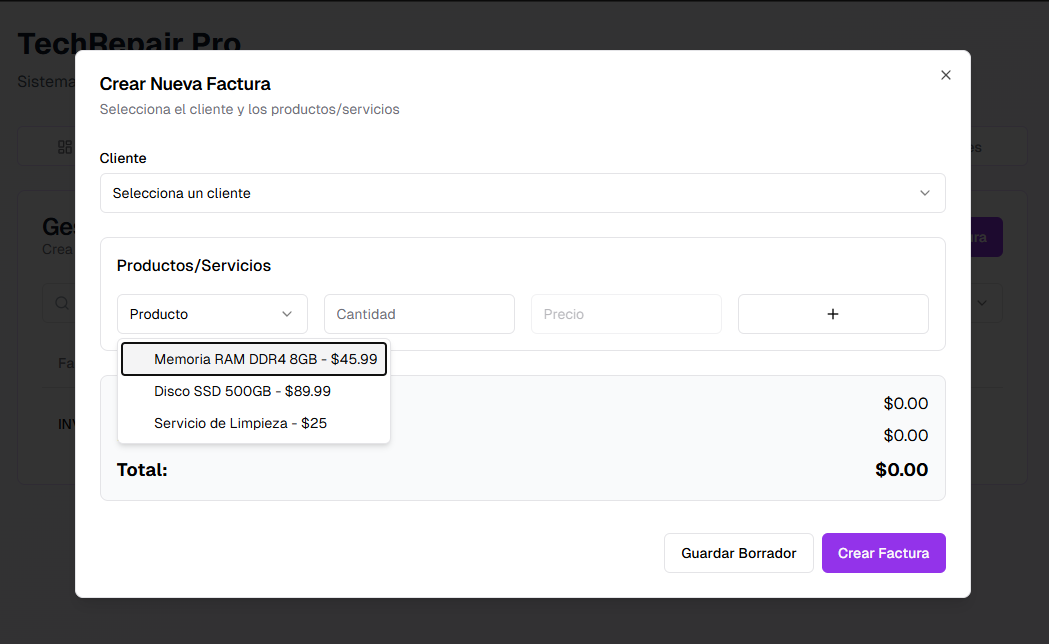 TechRepair Pro
Sistema
Crear Nueva Factura
Selecciona el cliente y los productos/servicios
Cliente
Selecciona un cliente
Productos/Servicios
Producto
Cantidad
Precio
+
Memoria RAM DDR4 8GB - $45.99
Disco SSD 500GB - $89.99
Servicio de Limpieza - $25
$0.00
$0.00
Total:
$0.00
Guardar Borrador
Crear Factura